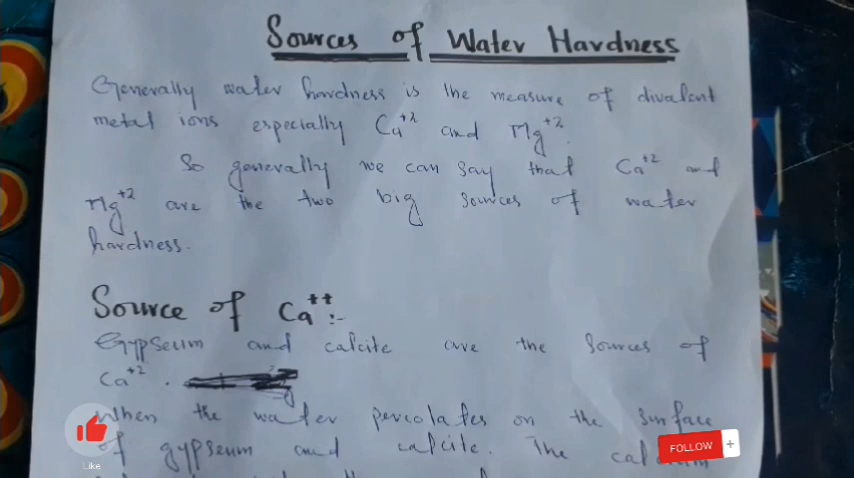 Sources of Water Hardness
Generally water hardness is the measure of divalent
metal ions especially Ca+2 and Mg+2.
So generally we can say that Ca+2 and
Mg+2 are the two big sources of water
hardness.
Source of Ca++:-
Gypseum and calcite are the sources of
Ca+2.
When the water percolates on the surface
of gypseum and calcite. The
Like
FOLLOW +